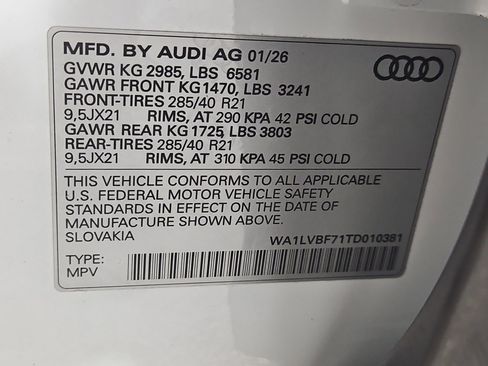 MFD. BY AUDI AG 01/26
GVWR KG 2985, LBS 6581
GAWR FRONT KG1470, LBS 3241
FRONT-TIRES 285/40 R21
9,5JX21 RIMS, AT 290 KPA 42 PSI COLD
GAWR REAR KG 1725, LBS 3803
REAR-TIRES 285/40 R21
9,5JX21 RIMS, AT 310 KPA 45 PSI COLD
THIS VEHICLE CONFORMS TO ALL APPLICABLE
U.S. FEDERAL MOTOR VEHICLE SAFETY
STANDARDS IN EFFECT ON THE DATE OF
MANUFACTURE SHOWN ABOVE.
SLOVAKIA WA1LVBF71TD010381
TYPE:
MPV